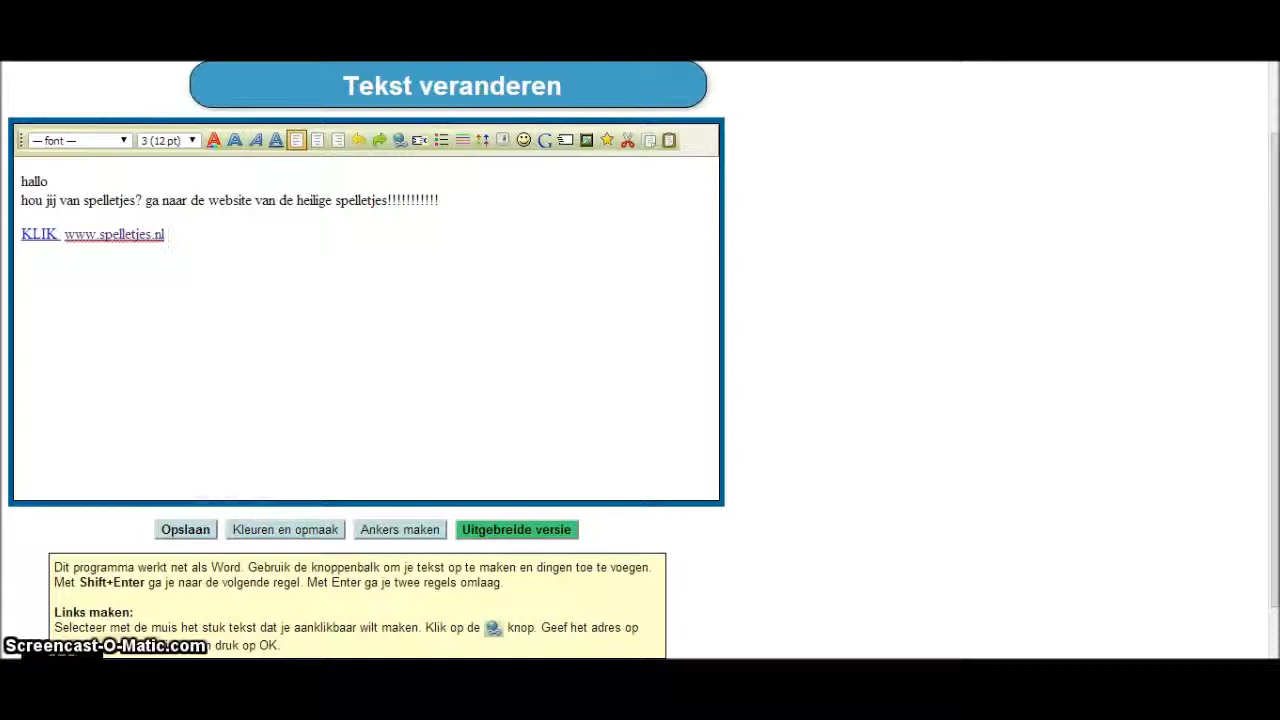 Tekst veranderen
— font — 3 (12 pt)
hallo
hou jij van spelletjes? ga naar de website van de heilige spelletjes!!!!!!!!!!!
KLIK www.spelletjes.nl
Opslaan Kleuren en opmaak Ankers maken Uitgebreide versie
Dit programma werkt net als Word. Gebruik de knoppenbalk om je tekst op te maken en dingen toe te voegen.
Met Shift+Enter ga je naar de volgende regel. Met Enter ga je twee regels omlaag.
Links maken:
Selecteer met de muis het stuk tekst dat je aanklikbaar wilt maken. Klik op de knop. Geef het adres op
Screencast-O-Matic.com druk op OK.